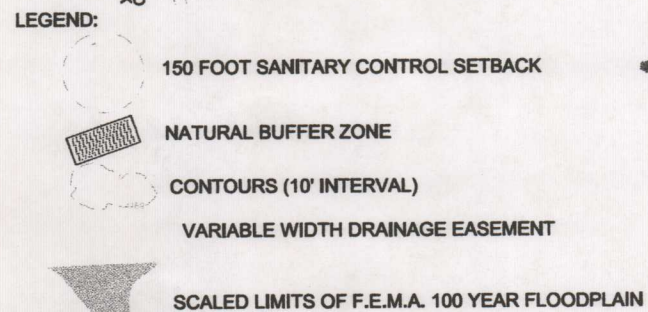 LEGEND:
150 FOOT SANITARY CONTROL SETBACK
NATURAL BUFFER ZONE
CONTOURS (10' INTERVAL)
VARIABLE WIDTH DRAINAGE EASEMENT
SCALED LIMITS OF F.E.M.A. 100 YEAR FLOODPLAIN